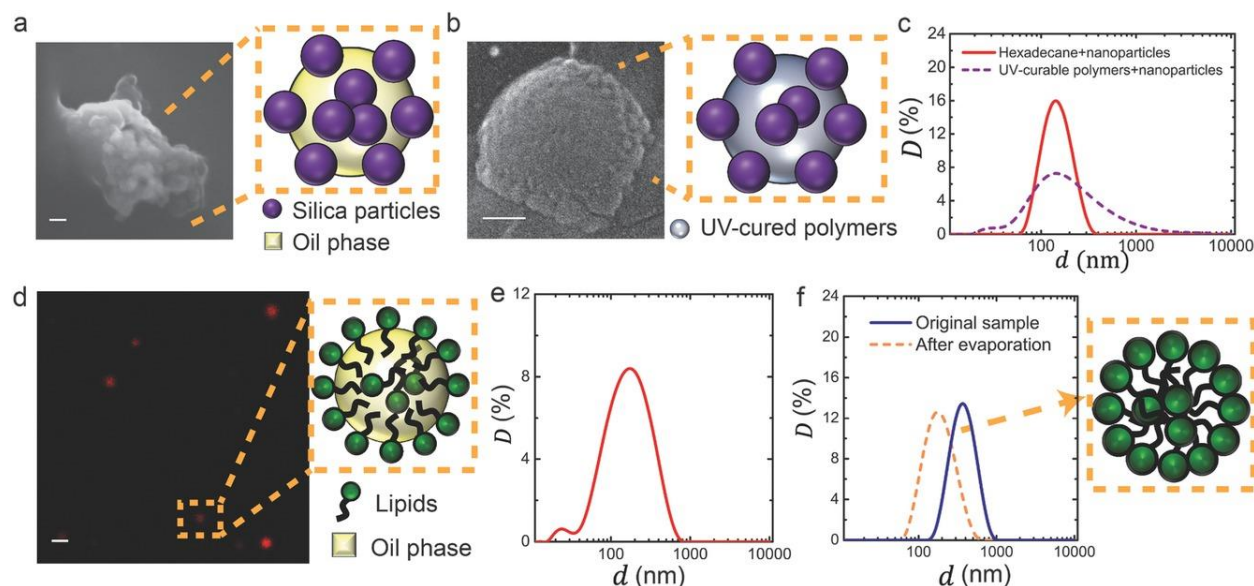 a
Silica particles
Oil phase
b
UV-cured polymers
c
Hexadecane+nanoparticles
UV-curable polymers+nanoparticles
D (%)
24
20
16
12
8
4
0
100
1000
10000
d (nm)
d
Lipids
Oil phase
e
D (%)
12
8
4
0
100
1000
10000
d (nm)
f
Original sample
After evaporation
D (%)
24
20
16
12
8
4
0
100
1000
10000
d (nm)